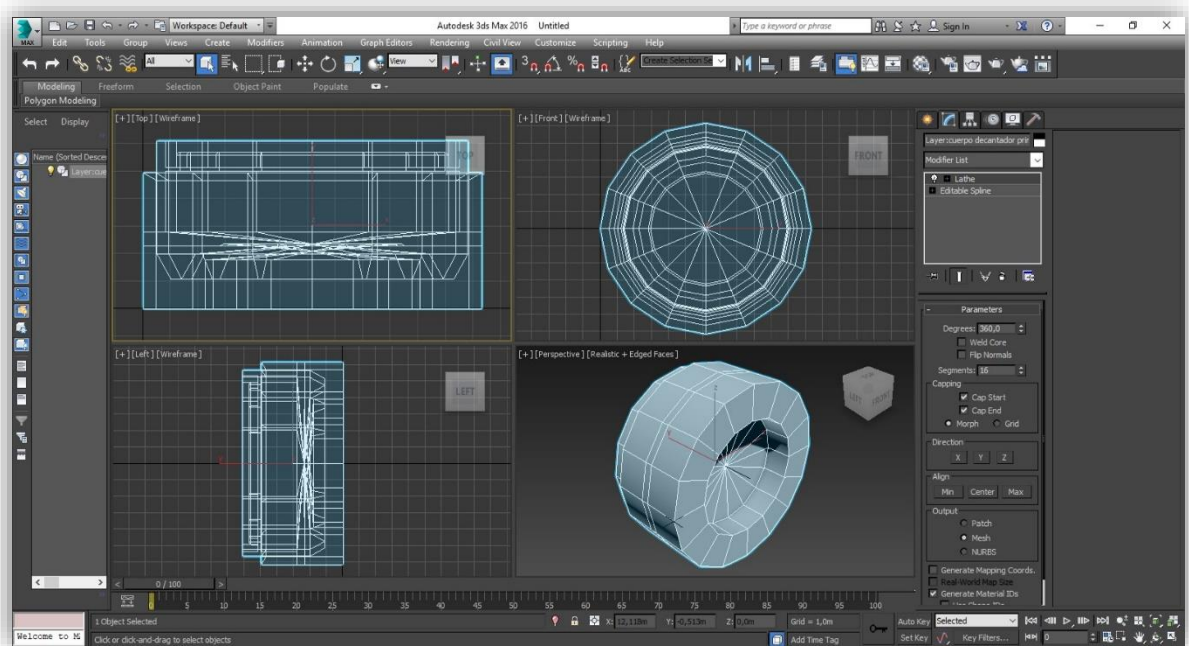 Workspace: Default
Autodesk 3ds Max 2016 Untitled
Type a keyword or phrase
Sign In
MAX
Edit Tools Group Views Create Modifiers Animation Graph Editors Rendering Civil View Customize Scripting Help
All
View
Create Selection Se
Modeling Freeform Selection Object Paint Populate
Polygon Modeling
Select Display
Name (Sorted Descen
Layer:cue
[+] [Top] [Wireframe]
TOP
[+] [Front] [Wireframe]
FRONT
[+] [Left] [Wireframe]
LEFT
[+] [Perspective] [Realistic + Edged Faces]
LEFT FRONT
Layer:cuerpo decantador prir
Modifier List
Lathe
Editable Spline
Parameters
Degrees: 360,0
Weld Core
Flip Normals
Segments: 16
Capping
Cap Start
Cap End
Morph Grid
Direction
X Y Z
Align
Min Center Max
Output
Patch
Mesh
NURBS
Generate Mapping Coords.
Real-World Map Size
Generate Material IDs
0 / 100
0 5 10 15 20 25 30 35 40 45 50 55 60 65 70 75 80 85 90 95 100
1 Object Selected
X: 12,118m Y: -0,513m Z: 0,0m Grid = 1,0m
Auto Key Selected
Welcome to M
Click or click-and-drag to select objects
Add Time Tag
Set Key Key Filters... 0